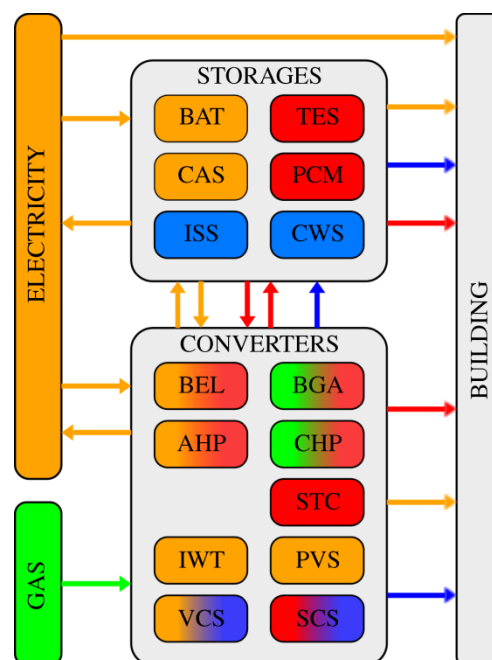 ELECTRICITY
GAS
STORAGES
BAT TES
CAS PCM
ISS CWS
CONVERTERS
BEL BGA
AHP CHP
STC
IWT PVS
VCS SCS
BUILDING